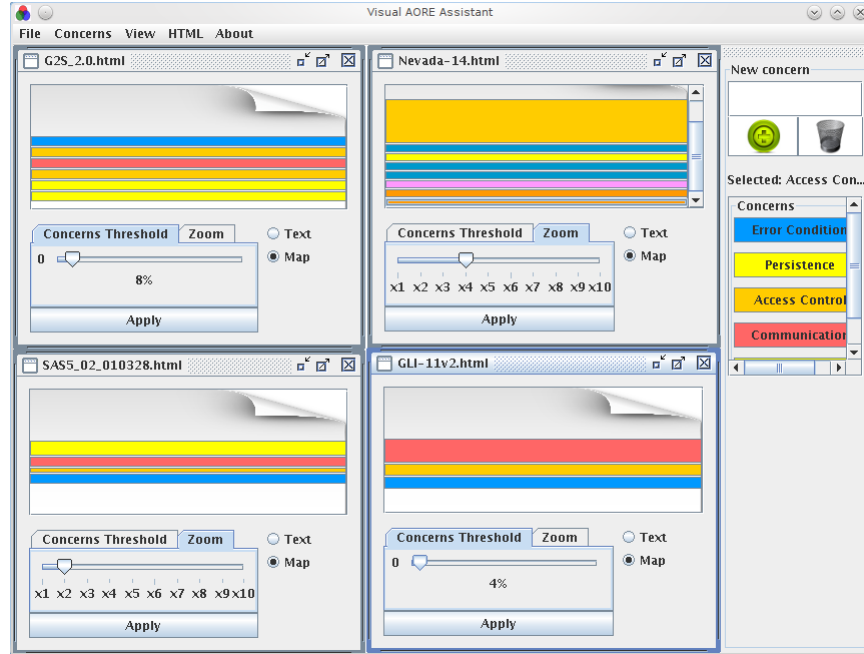 Visual AORE Assistant
File Concerns View HTML About
G2S_2.0.html
Concerns Threshold Zoom
0
8%
Apply
Text
Map
Nevada-14.html
Concerns Threshold Zoom
x1 x2 x3 x4 x5 x6 x7 x8 x9 x10
Apply
Text
Map
SAS5_02_010328.html
Concerns Threshold Zoom
x1 x2 x3 x4 x5 x6 x7 x8 x9 x10
Apply
Text
Map
GLI-11v2.html
Concerns Threshold Zoom
0
4%
Apply
Text
Map
New concern
Selected: Access Con...
Concerns
Error Condition
Persistence
Access Control
Communication